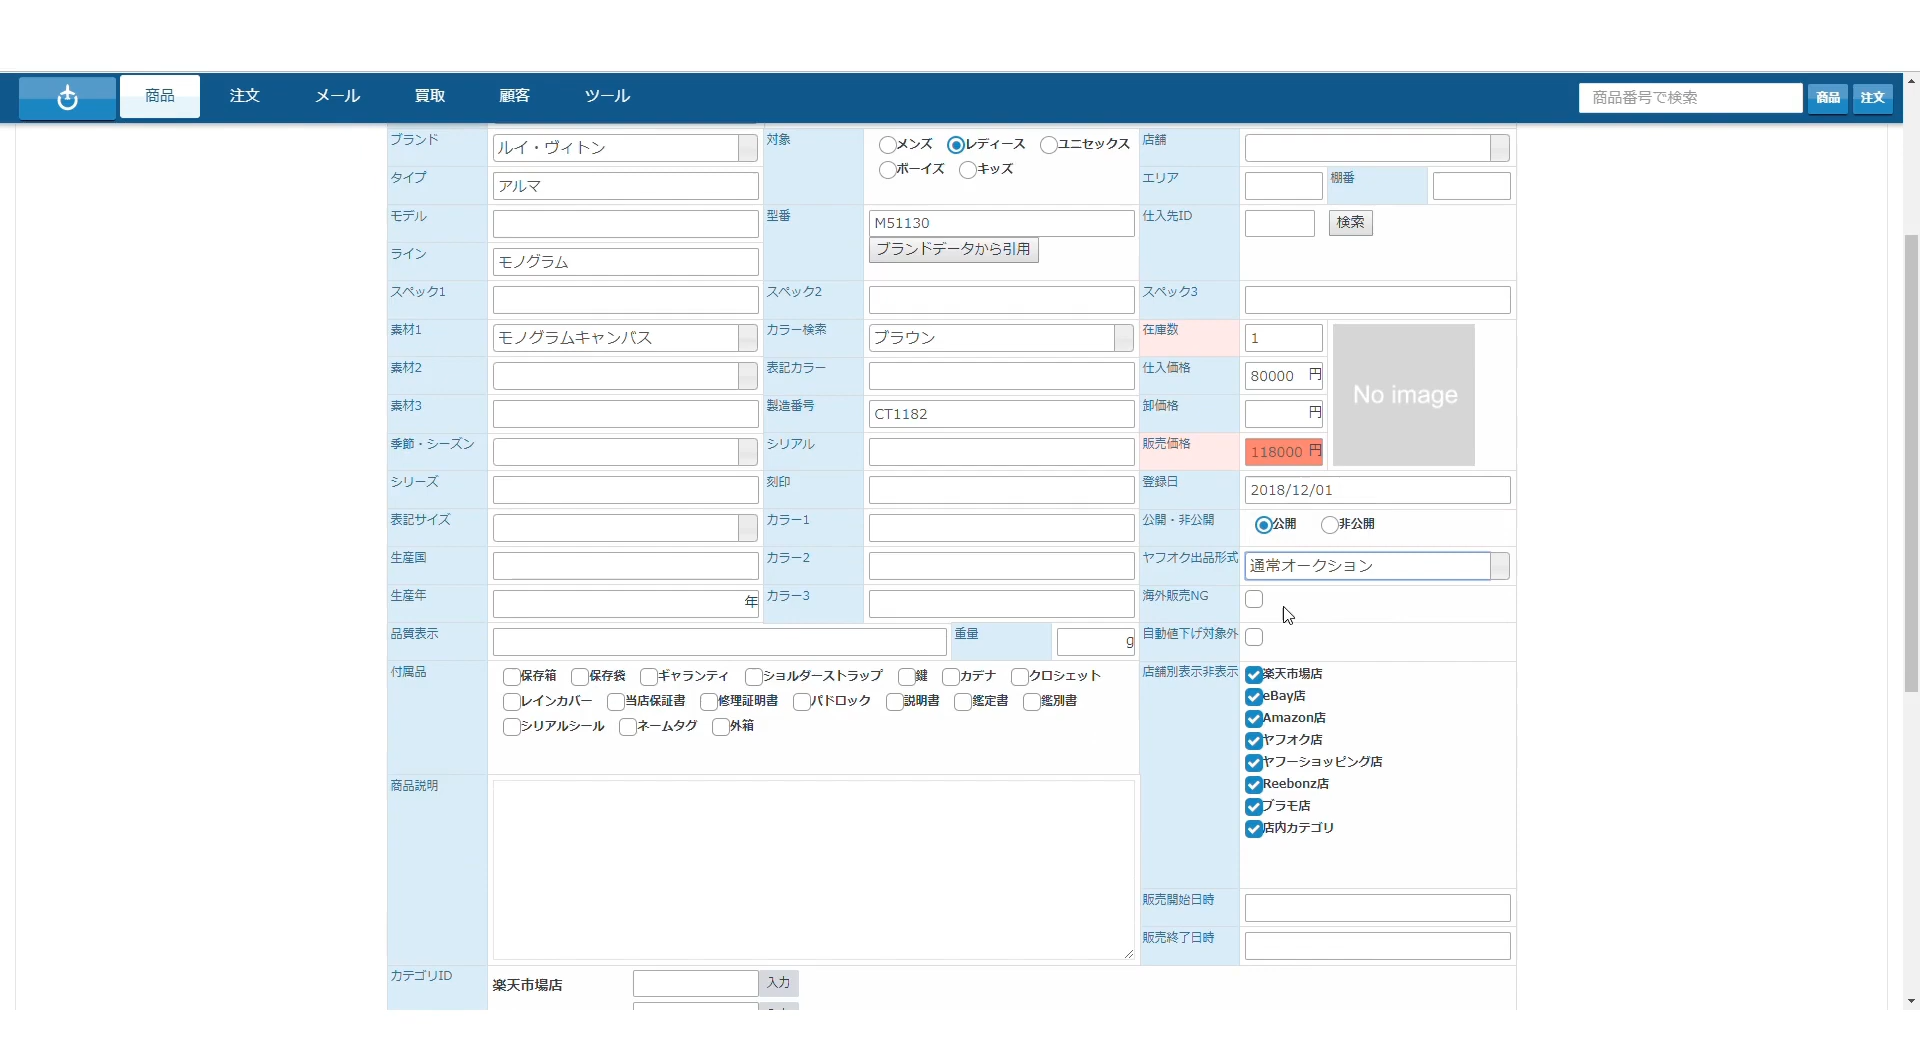 商品 注文 メール 買取 顧客 ツール 商品番号で検索 商品 注文
ブランド ルイ・ヴィトン 対象 メンズ レディース ユニセックス 店舗
ボーイズ キッズ
タイプ アルマ エリア 棚番
モデル 型番 M51130 仕入先ID 検索
ブランドデータから引用
ライン モノグラム
スペック1 スペック2 スペック3
素材1 モノグラムキャンバス カラー検索 ブラウン 在庫数 1
素材2 表記カラー 仕入価格 80000 円
No image
素材3 製造番号 CT1182 卸価格 円
季節・シーズン シリアル 販売価格 118000 円
シリーズ 刻印 登録日 2018/12/01
表記サイズ カラー1 公開・非公開 公開 非公開
生産国 カラー2 ヤフオク出品形式 通常オークション
生産年 年 カラー3 海外販売NG
品質表示 重量 g 自動値下げ対象外
付属品 保存箱 保存袋 ギャランティ ショルダーストラップ 鍵 カデナ クロシェット 店舗別表示非表示 楽天市場店
レインカバー 当店保証書 修理証明書 パドロック 説明書 鑑定書 鑑別書 eBay店
シリアルシール ネームタグ 外箱 Amazon店
ヤフオク店
ヤフーショッピング店
商品説明 Reebonz店
ブラモ店
店内カテゴリ
販売開始日時
販売終了日時
カテゴリID 楽天市場店 入力